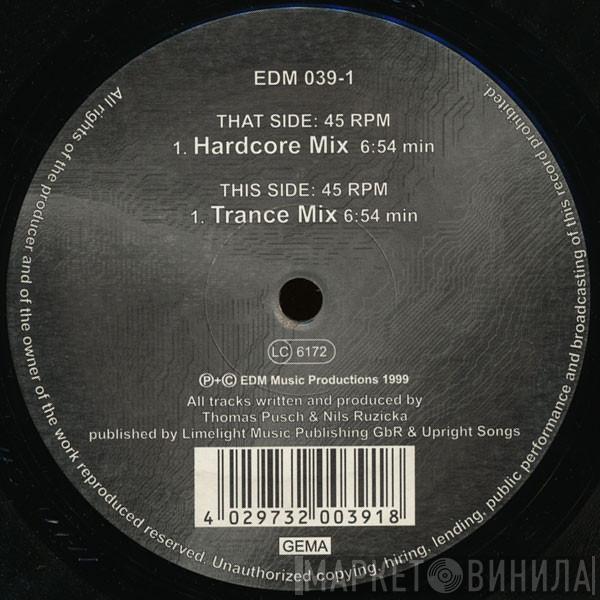 EDM 039-1
THAT SIDE: 45 RPM
1. Hardcore Mix 6:54 min
THIS SIDE: 45 RPM
1. Trance Mix 6:54 min
LC 6172
Ⓟ+© EDM Music Productions 1999
All tracks written and produced by
Thomas Pusch & Nils Ruzicka
published by Limelight Music Publishing GbR & Upright Songs
4 029732 003918
GEMA
All rights of the producer and of the owner of the work reproduced reserved. Unauthorized copying, hiring, lending, public performance and broadcasting of this record prohibited.
МАРКЕТ ВИНИЛА